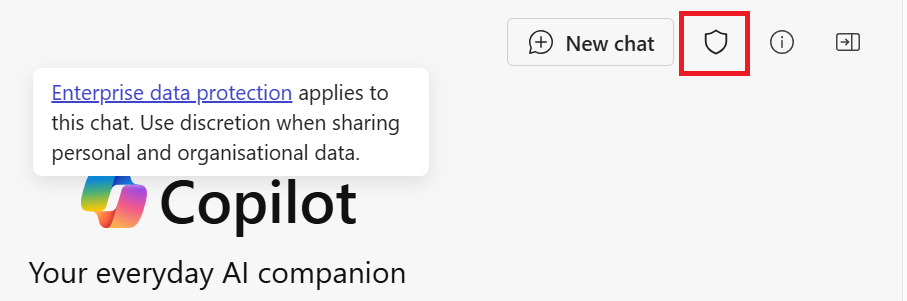 New chat
Enterprise data protection applies to
this chat. Use discretion when sharing
personal and organisational data.
Copilot
Your everyday AI companion